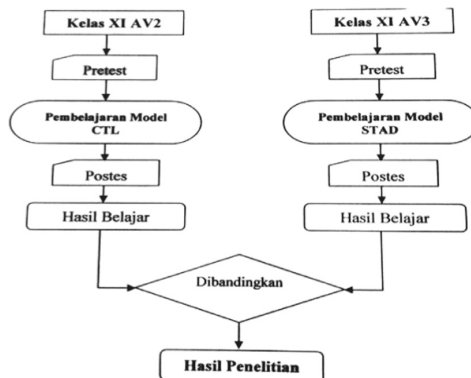 Kelas XI AV2
Pretest
Pembelajaran Model
CTL
Postes
Hasil Belajar
Kelas XI AV3
Pretest
Pembelajaran Model
STAD
Postes
Hasil Belajar
Dibandingkan
Hasil Penelitian